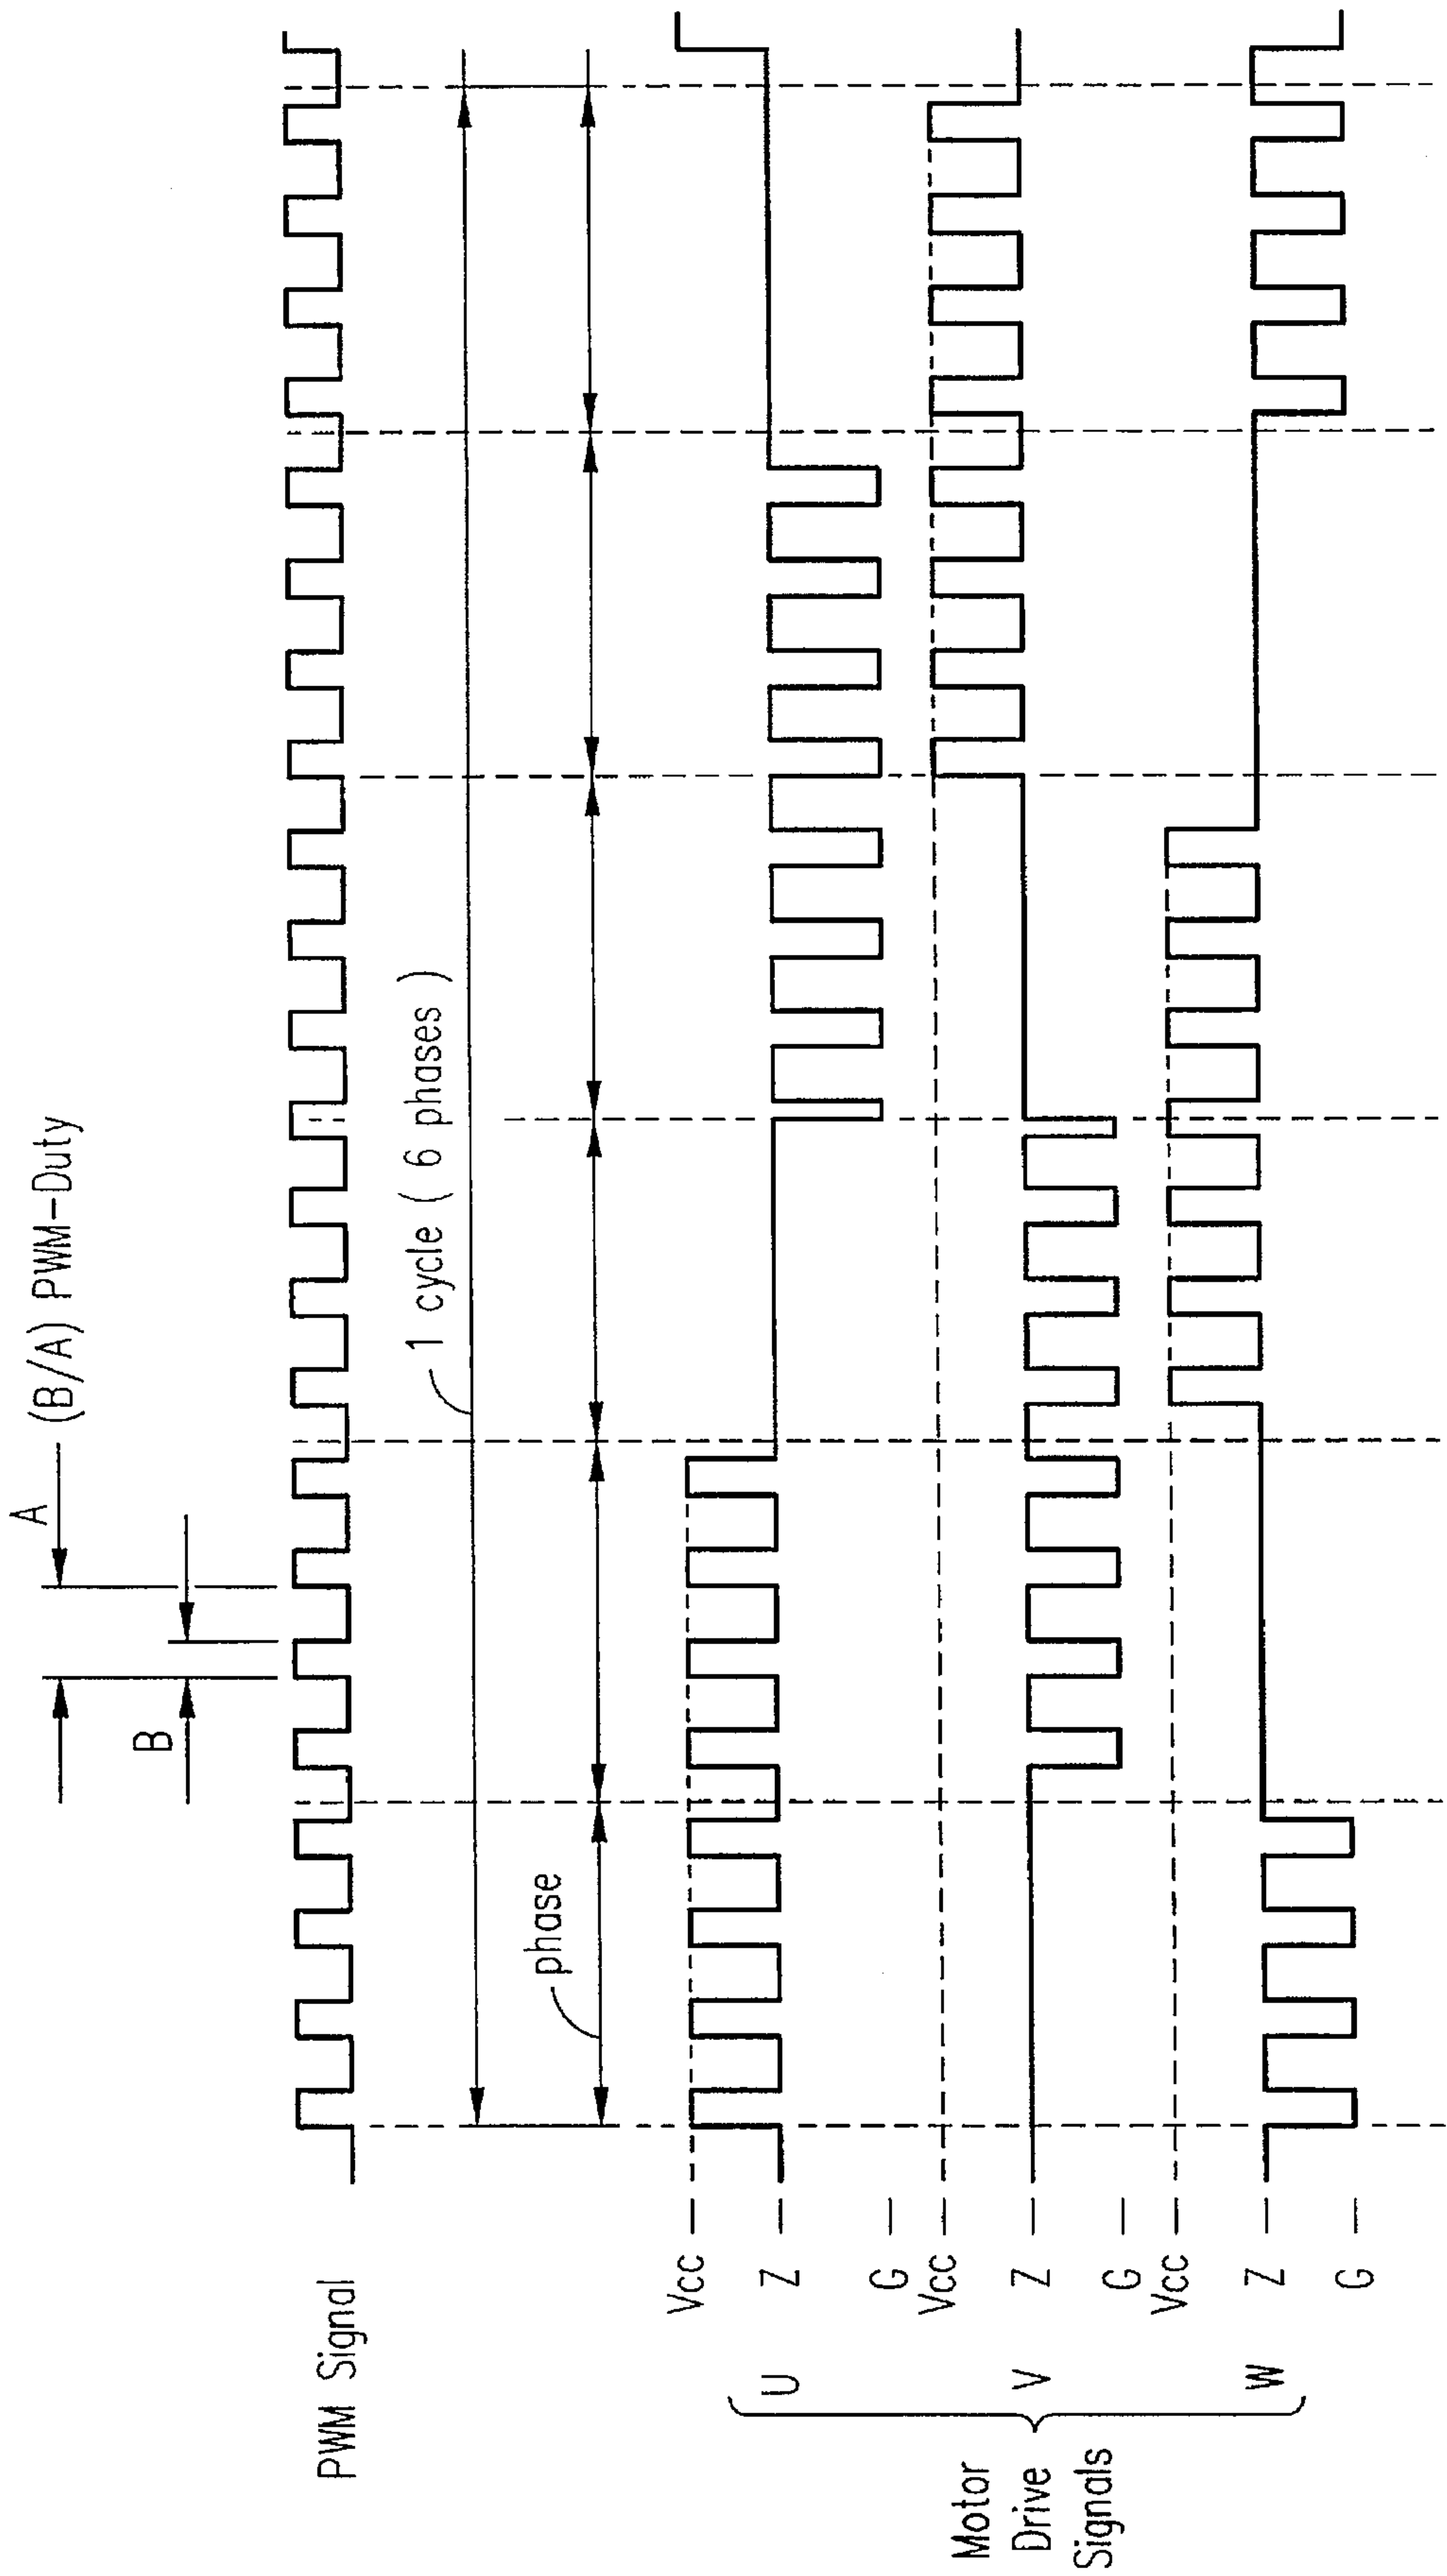 A
(B/A) PWM-Duty
B
PWM Signal
1 cycle ( 6 phases )
phase
Vcc
U Z
G
Vcc
V Z
G
Vcc
W Z
G
Motor
Drive
Signals